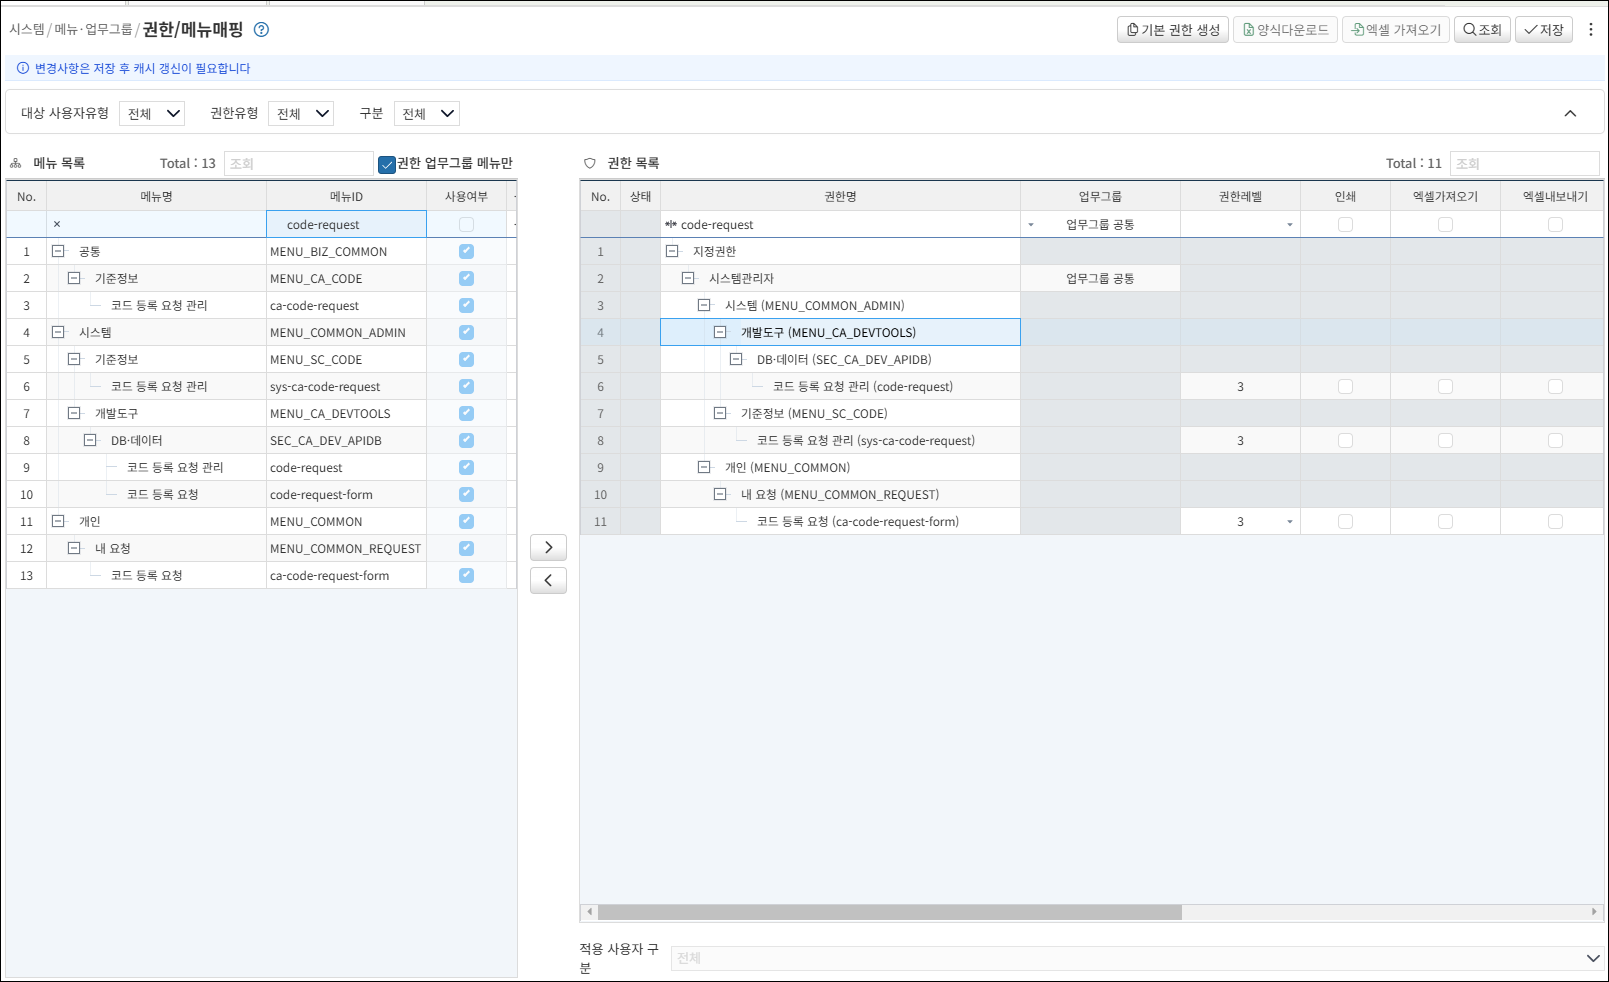 시스템/메뉴·업무그룹/권한/메뉴매핑
기본 권한 생성 양식다운로드 엑셀 가져오기 조회 저장
변경사항은 저장 후 캐시 갱신이 필요합니다
대상 사용자유형 전체 권한유형 전체 구분 전체
메뉴 목록 Total : 13 조회 권한 업무그룹 메뉴만
No. 메뉴명 메뉴ID 사용여부
code-request
1 공통 MENU_BIZ_COMMON
2 기준정보 MENU_CA_CODE
3 코드 등록 요청 관리 ca-code-request
4 시스템 MENU_COMMON_ADMIN
5 기준정보 MENU_SC_CODE
6 코드 등록 요청 관리 sys-ca-code-request
7 개발도구 MENU_CA_DEVTOOLS
8 DB·데이터 SEC_CA_DEV_APIDB
9 코드 등록 요청 관리 code-request
10 코드 등록 요청 code-request-form
11 개인 MENU_COMMON
12 내 요청 MENU_COMMON_REQUEST
13 코드 등록 요청 ca-code-request-form
권한 목록 Total : 11 조회
No. 상태 권한명 업무그룹 권한레벨 인쇄 엑셀가져오기 엑셀내보내기
code-request 업무그룹 공통
1 지정권한
2 시스템관리자 업무그룹 공통
3 시스템 (MENU_COMMON_ADMIN)
4 개발도구 (MENU_CA_DEVTOOLS)
5 DB·데이터 (SEC_CA_DEV_APIDB)
6 코드 등록 요청 관리 (code-request) 3
7 기준정보 (MENU_SC_CODE)
8 코드 등록 요청 관리 (sys-ca-code-request) 3
9 개인 (MENU_COMMON)
10 내 요청 (MENU_COMMON_REQUEST)
11 코드 등록 요청 (ca-code-request-form) 3
적용 사용자 구
분
전체